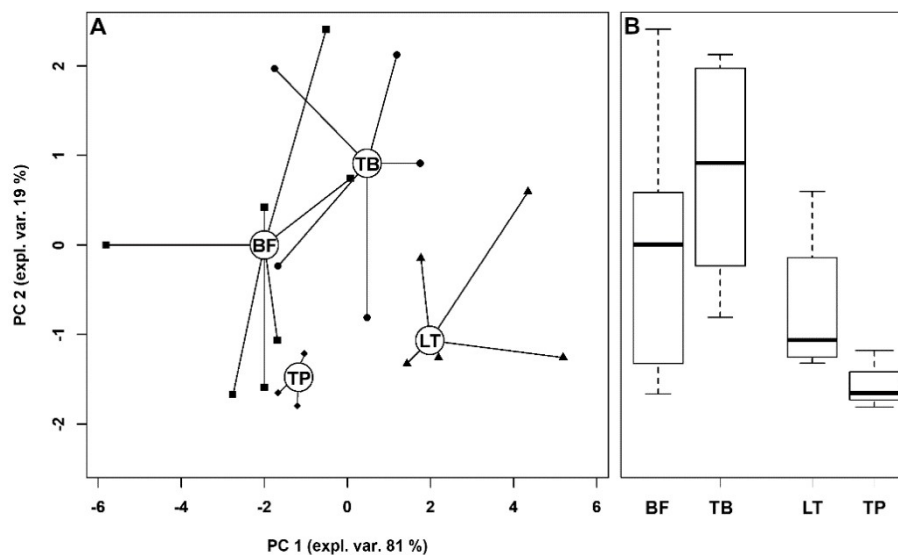 A
B
PC 2 (expl. var. 19 %)
2
1
0
-1
-2
TB
BF
LT
TP
-6
-4
-2
0
2
4
6
BF
TB
LT
TP
PC 1 (expl. var. 81 %)